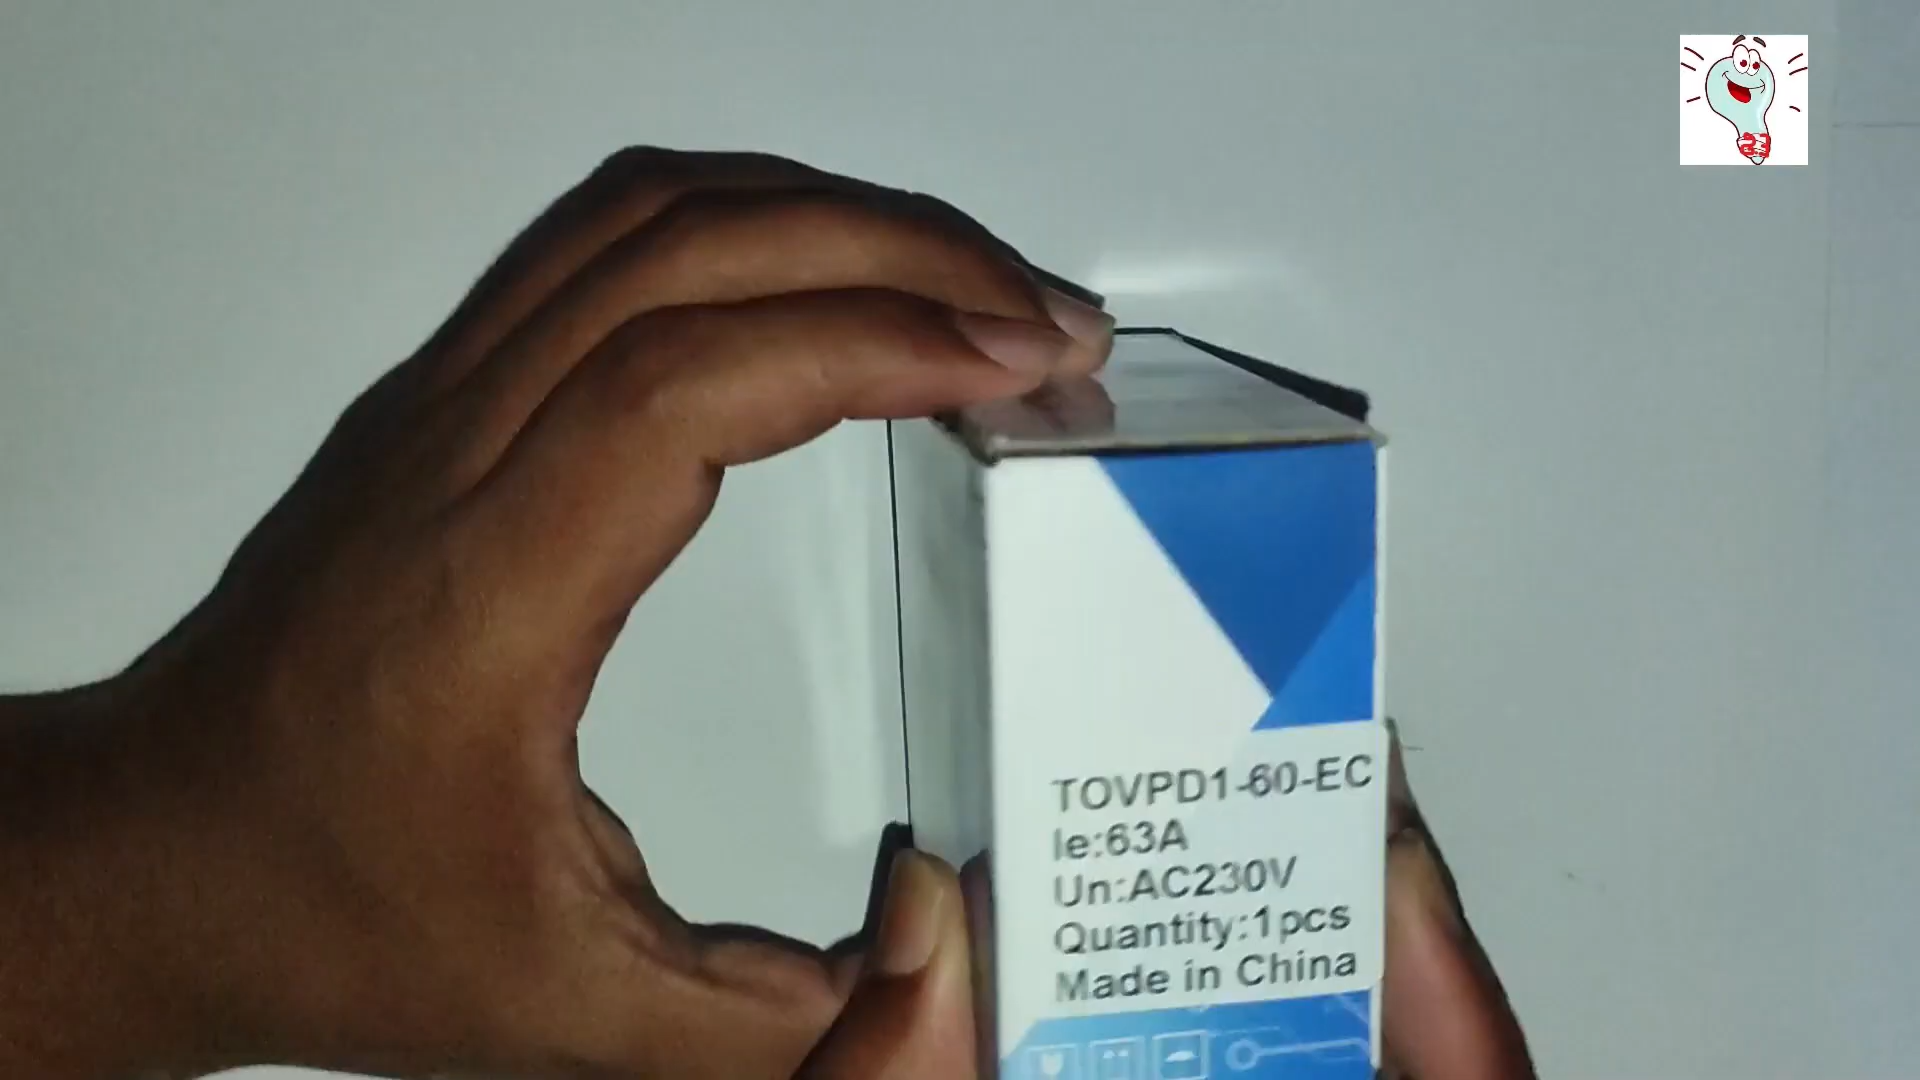 TOVPD1-60-EC
Ie:63A
Un:AC230V
Quantity:1pcs
Made in China